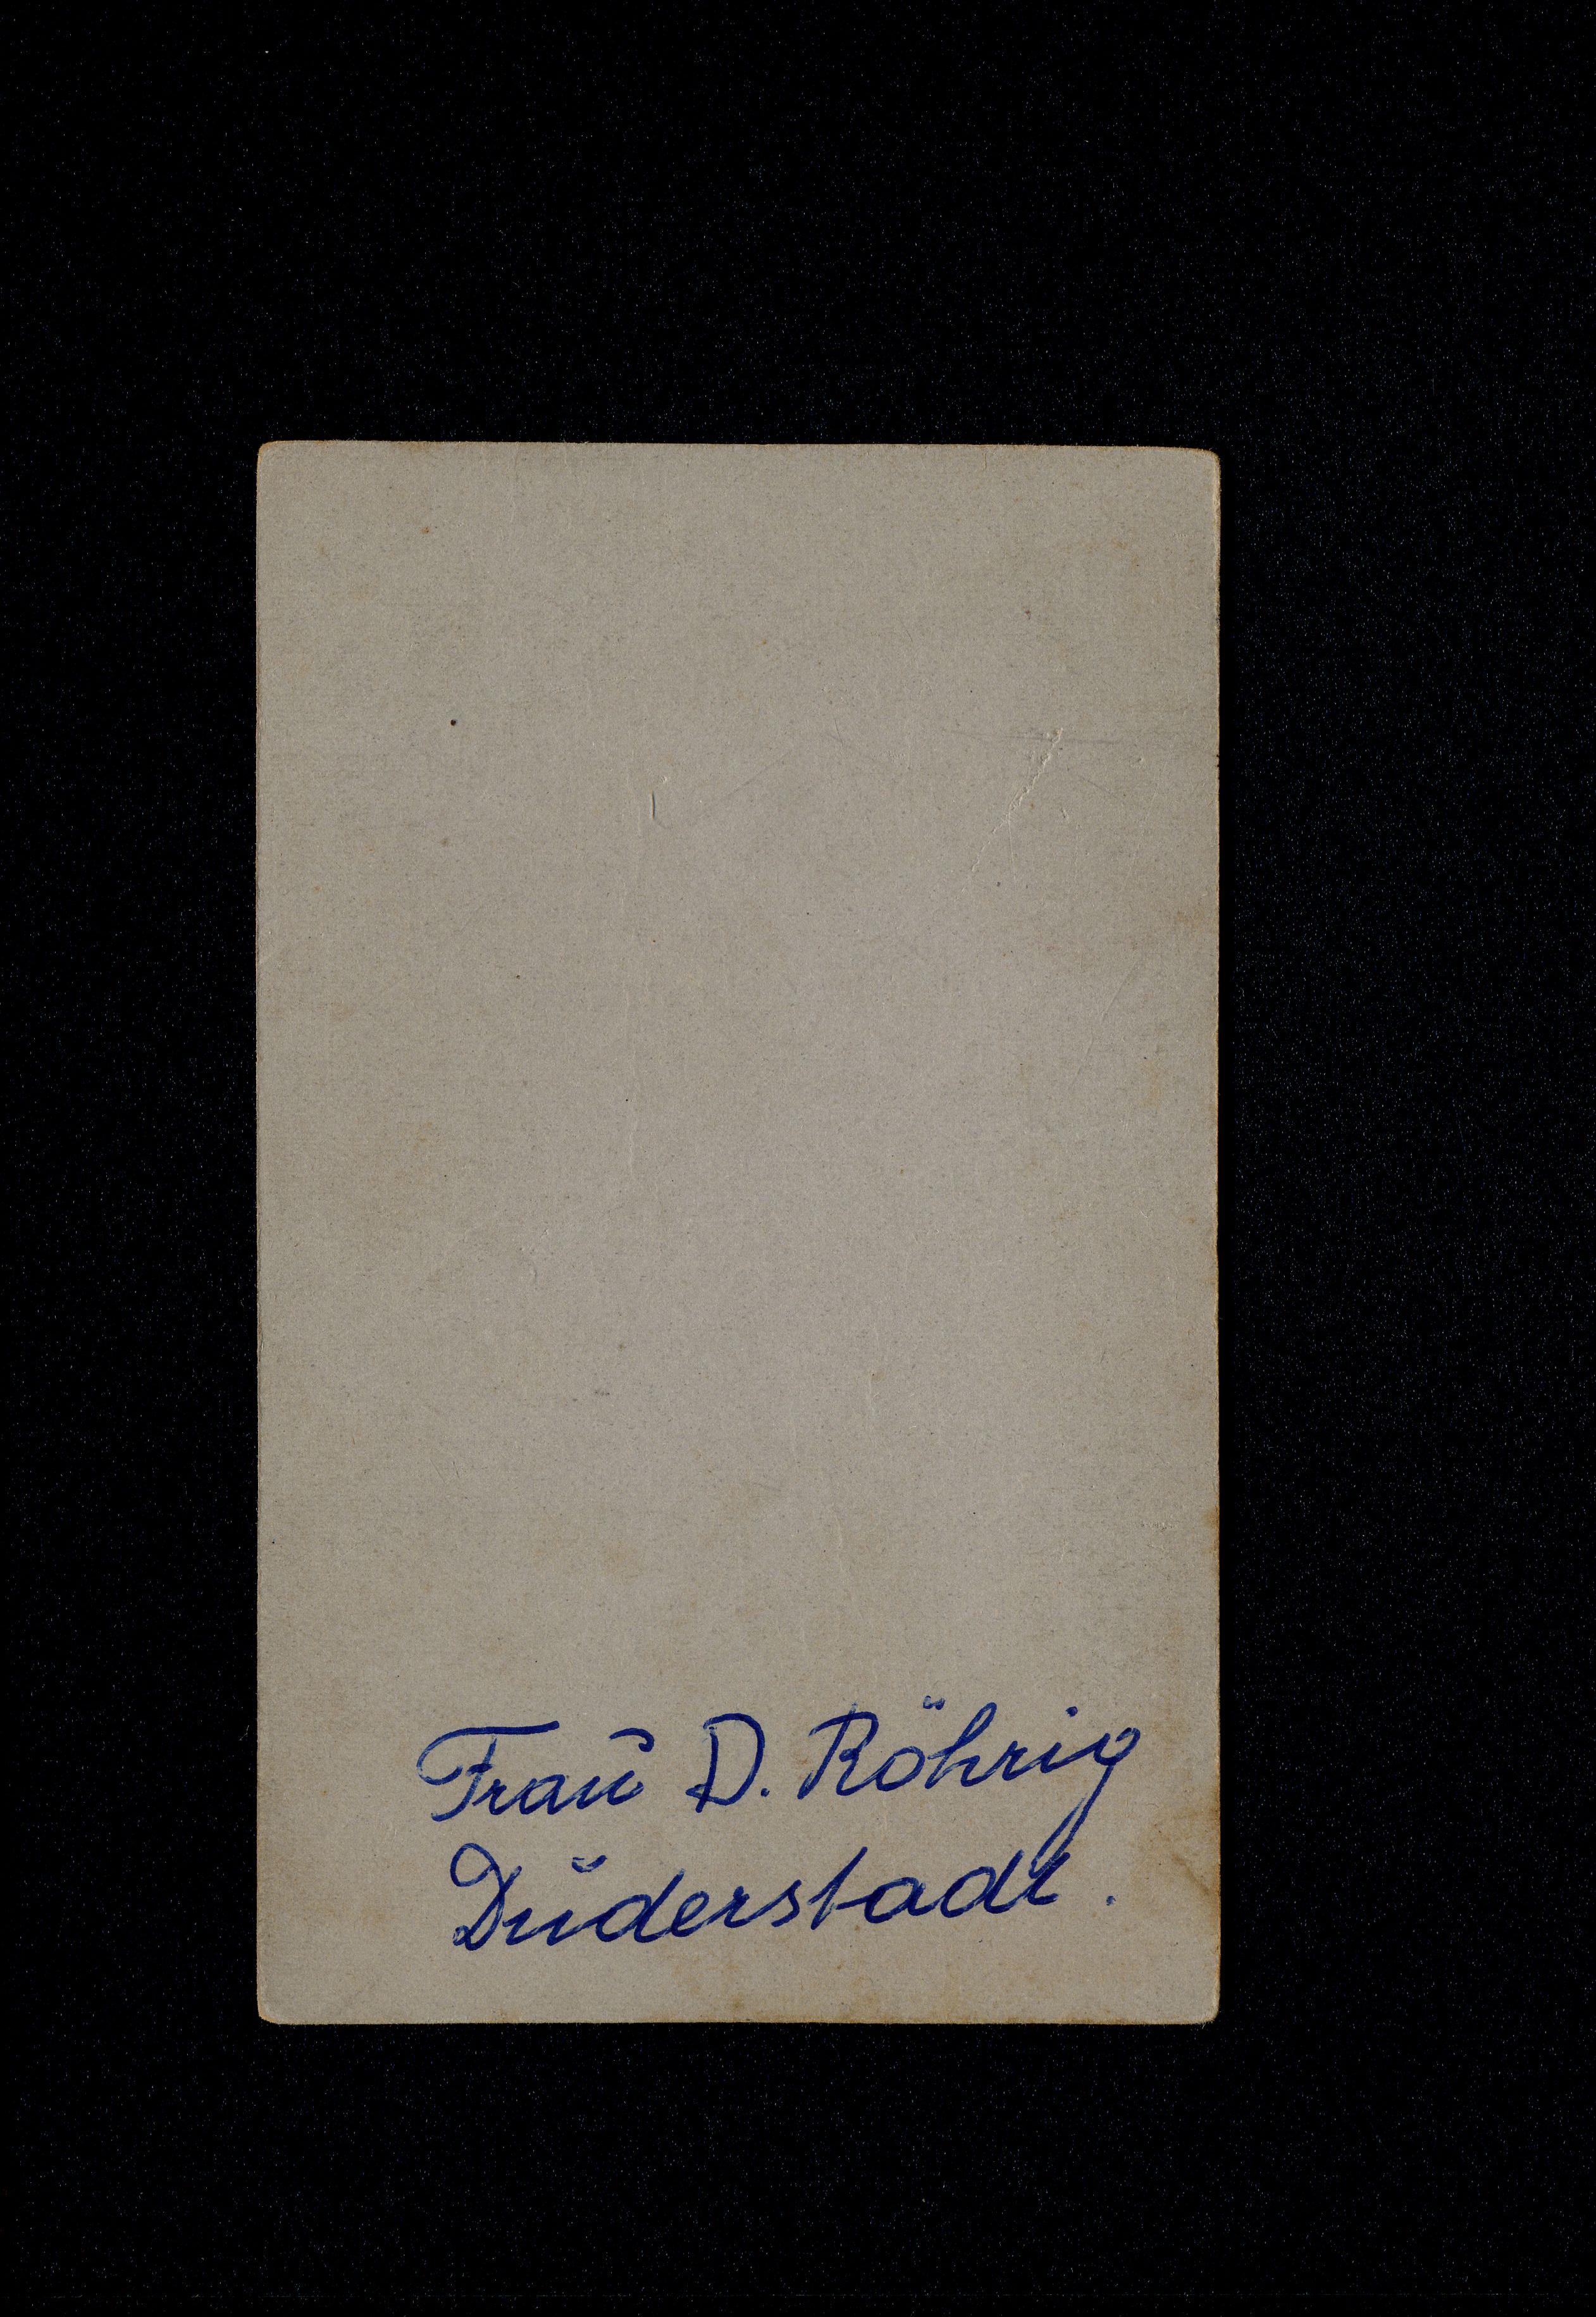 Frau D. Röhrig
Duderstadt.